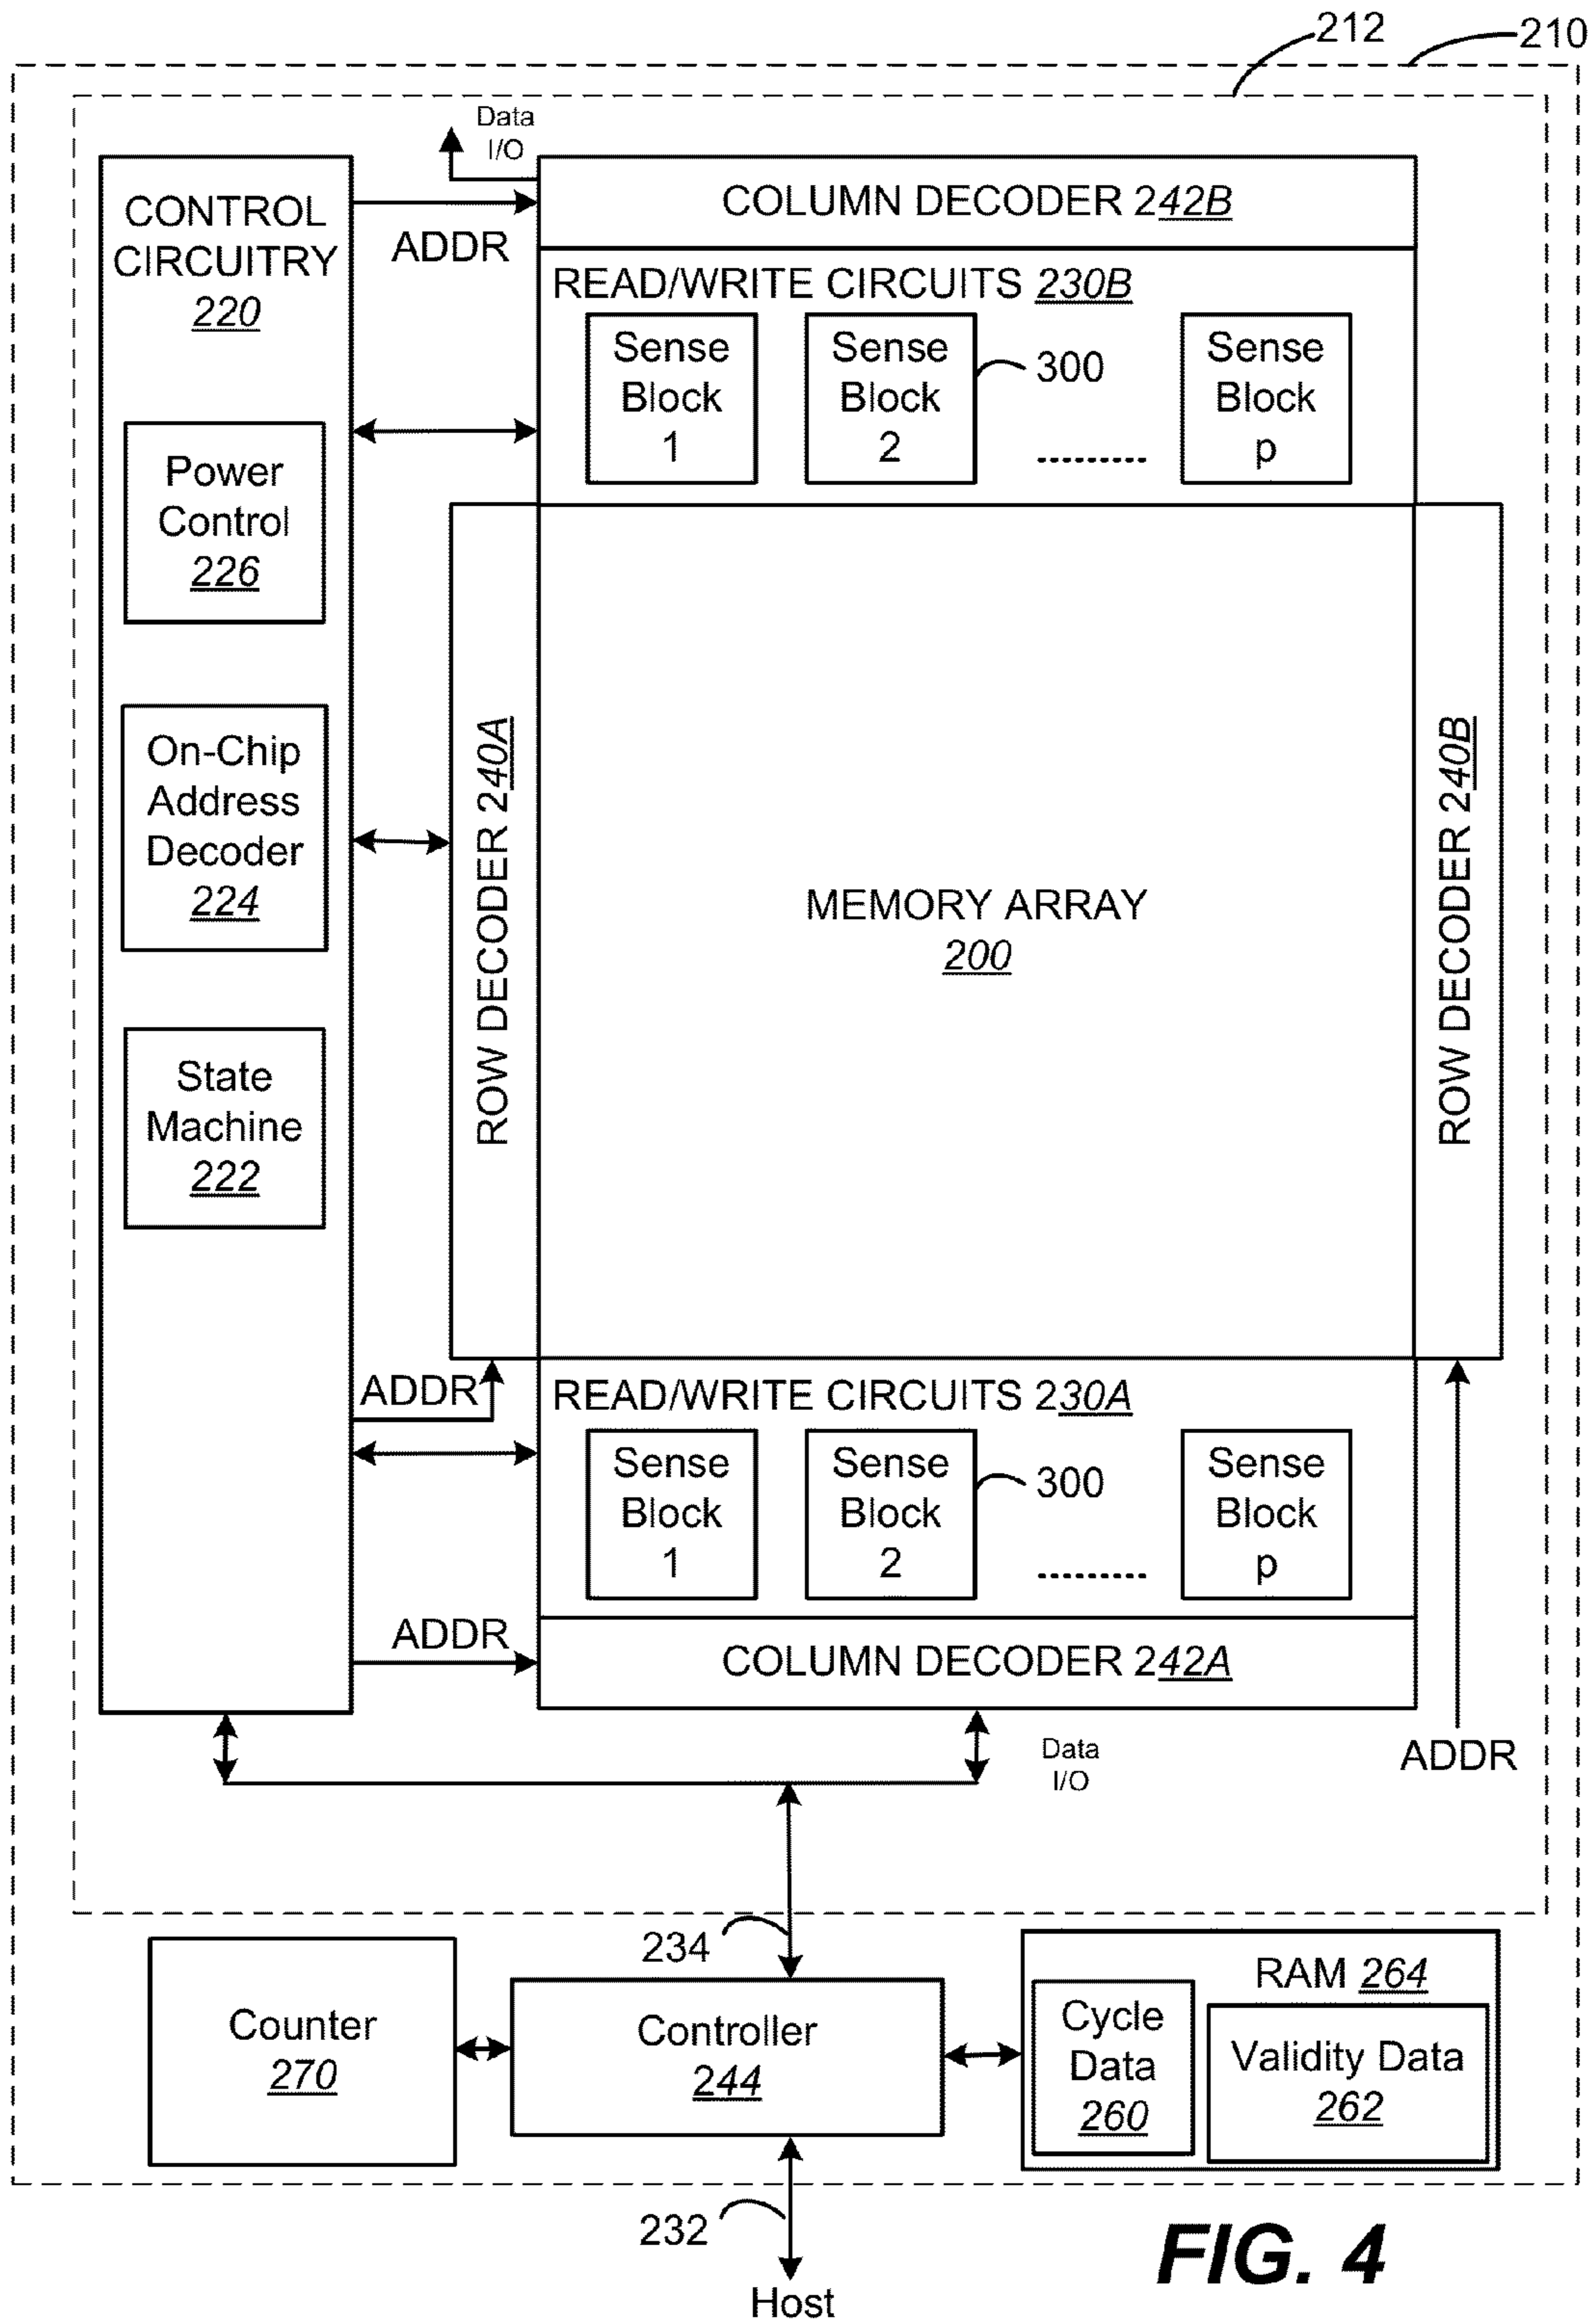 212
210
Data
I/O
CONTROL
CIRCUITRY
220
ADDR
COLUMN DECODER 242B
READ/WRITE CIRCUITS 230B
Sense
Block
1
Sense
Block
2
300
.........
Sense
Block
p
Power
Control
226
On-Chip
Address
Decoder
224
State
Machine
222
ROW DECODER 240A
MEMORY ARRAY
200
ROW DECODER 240B
ADDR
READ/WRITE CIRCUITS 230A
Sense
Block
1
Sense
Block
2
300
.........
Sense
Block
p
ADDR
COLUMN DECODER 242A
Data
I/O
ADDR
234
Counter
270
Controller
244
RAM 264
Cycle
Data
260
Validity Data
262
232
Host
FIG. 4